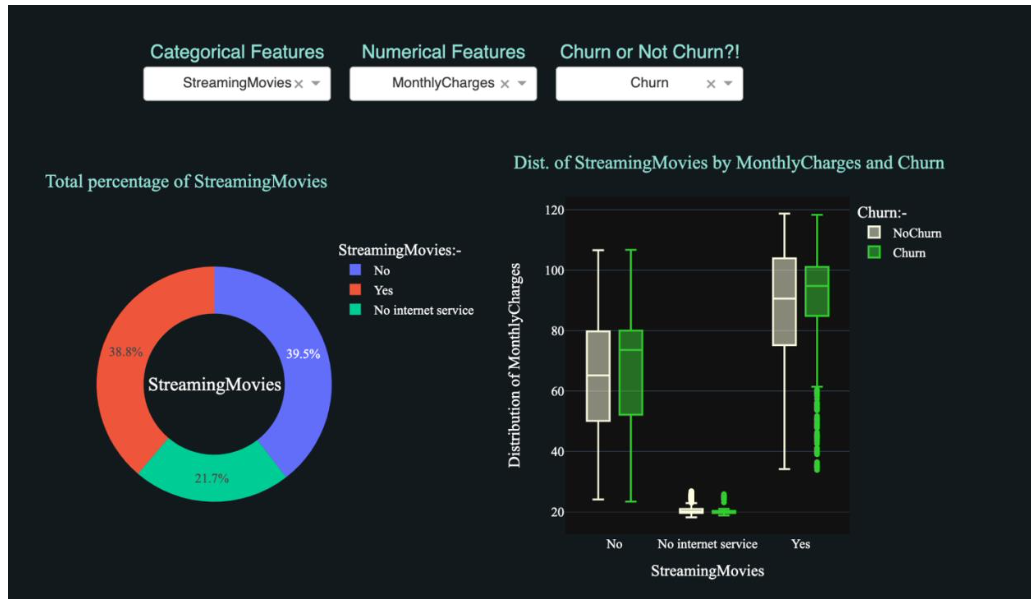 Categorical Features
Numerical Features
Churn or Not Churn?!
StreamingMovies
MonthlyCharges
Churn
Total percentage of StreamingMovies
StreamingMovies:-
No
Yes
No internet service
38.8%
39.5%
StreamingMovies
21.7%
Dist. of StreamingMovies by MonthlyCharges and Churn
Distribution of MonthlyCharges
120
100
80
60
40
20
No
No internet service
Yes
StreamingMovies
Churn:-
NoChurn
Churn